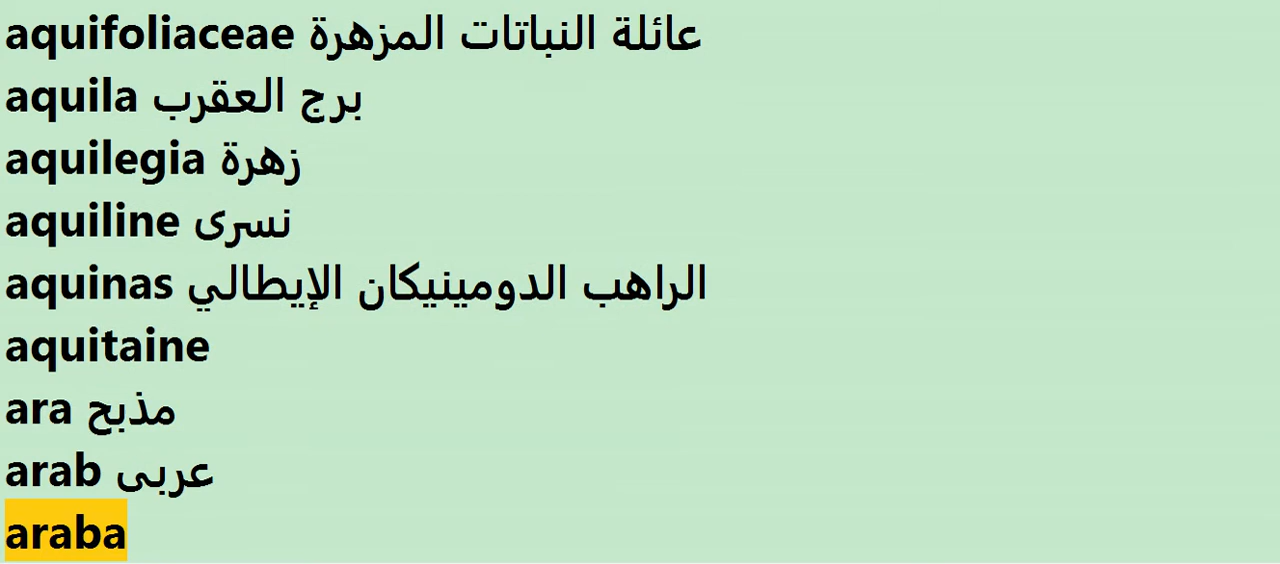 aquifoliaceae عائلة النباتات المزهرة
aquila برج العقرب
aquilegia زهرة
aquiline نسرى
aquinas الراهب الدومينيكان الإيطالي
aquitaine
ara مذبح
arab عربى
araba